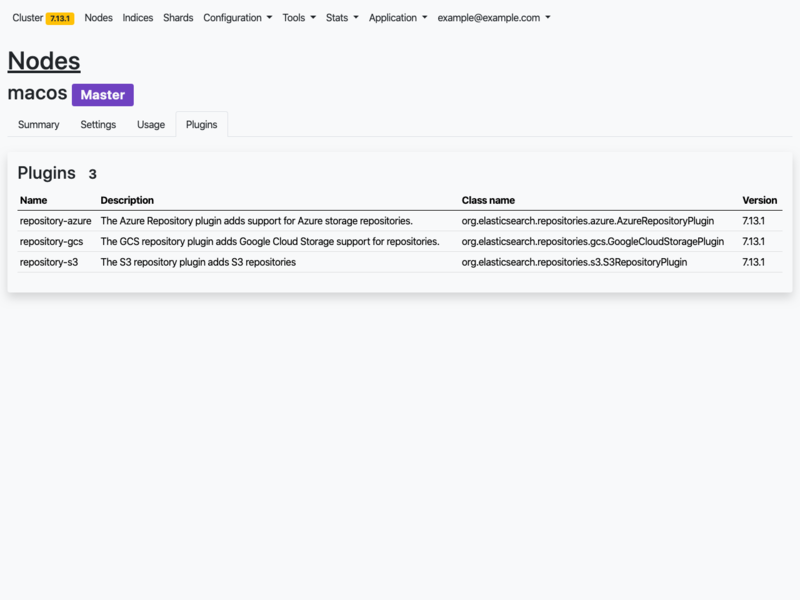 Cluster 7.13.1 Nodes Indices Shards Configuration Tools Stats Application example@example.com
Nodes
macos Master
Summary Settings Usage Plugins
Plugins 3
Name Description Class name Version
repository-azure The Azure Repository plugin adds support for Azure storage repositories. org.elasticsearch.repositories.azure.AzureRepositoryPlugin 7.13.1
repository-gcs The GCS repository plugin adds Google Cloud Storage support for repositories. org.elasticsearch.repositories.gcs.GoogleCloudStoragePlugin 7.13.1
repository-s3 The S3 repository plugin adds S3 repositories org.elasticsearch.repositories.s3.S3RepositoryPlugin 7.13.1